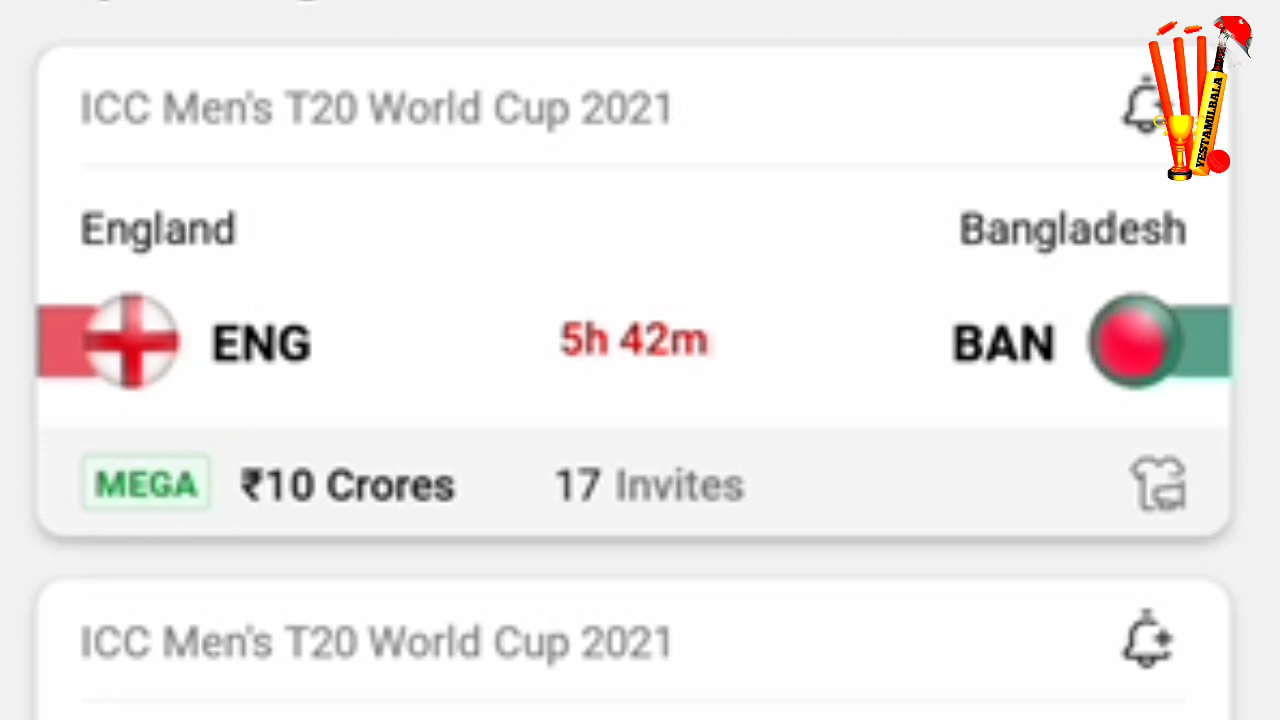 ICC Men's T20 World Cup 2021
YESTAMILBALA
England
Bangladesh
ENG
5h 42m
BAN
MEGA
₹10 Crores
17 Invites
ICC Men's T20 World Cup 2021